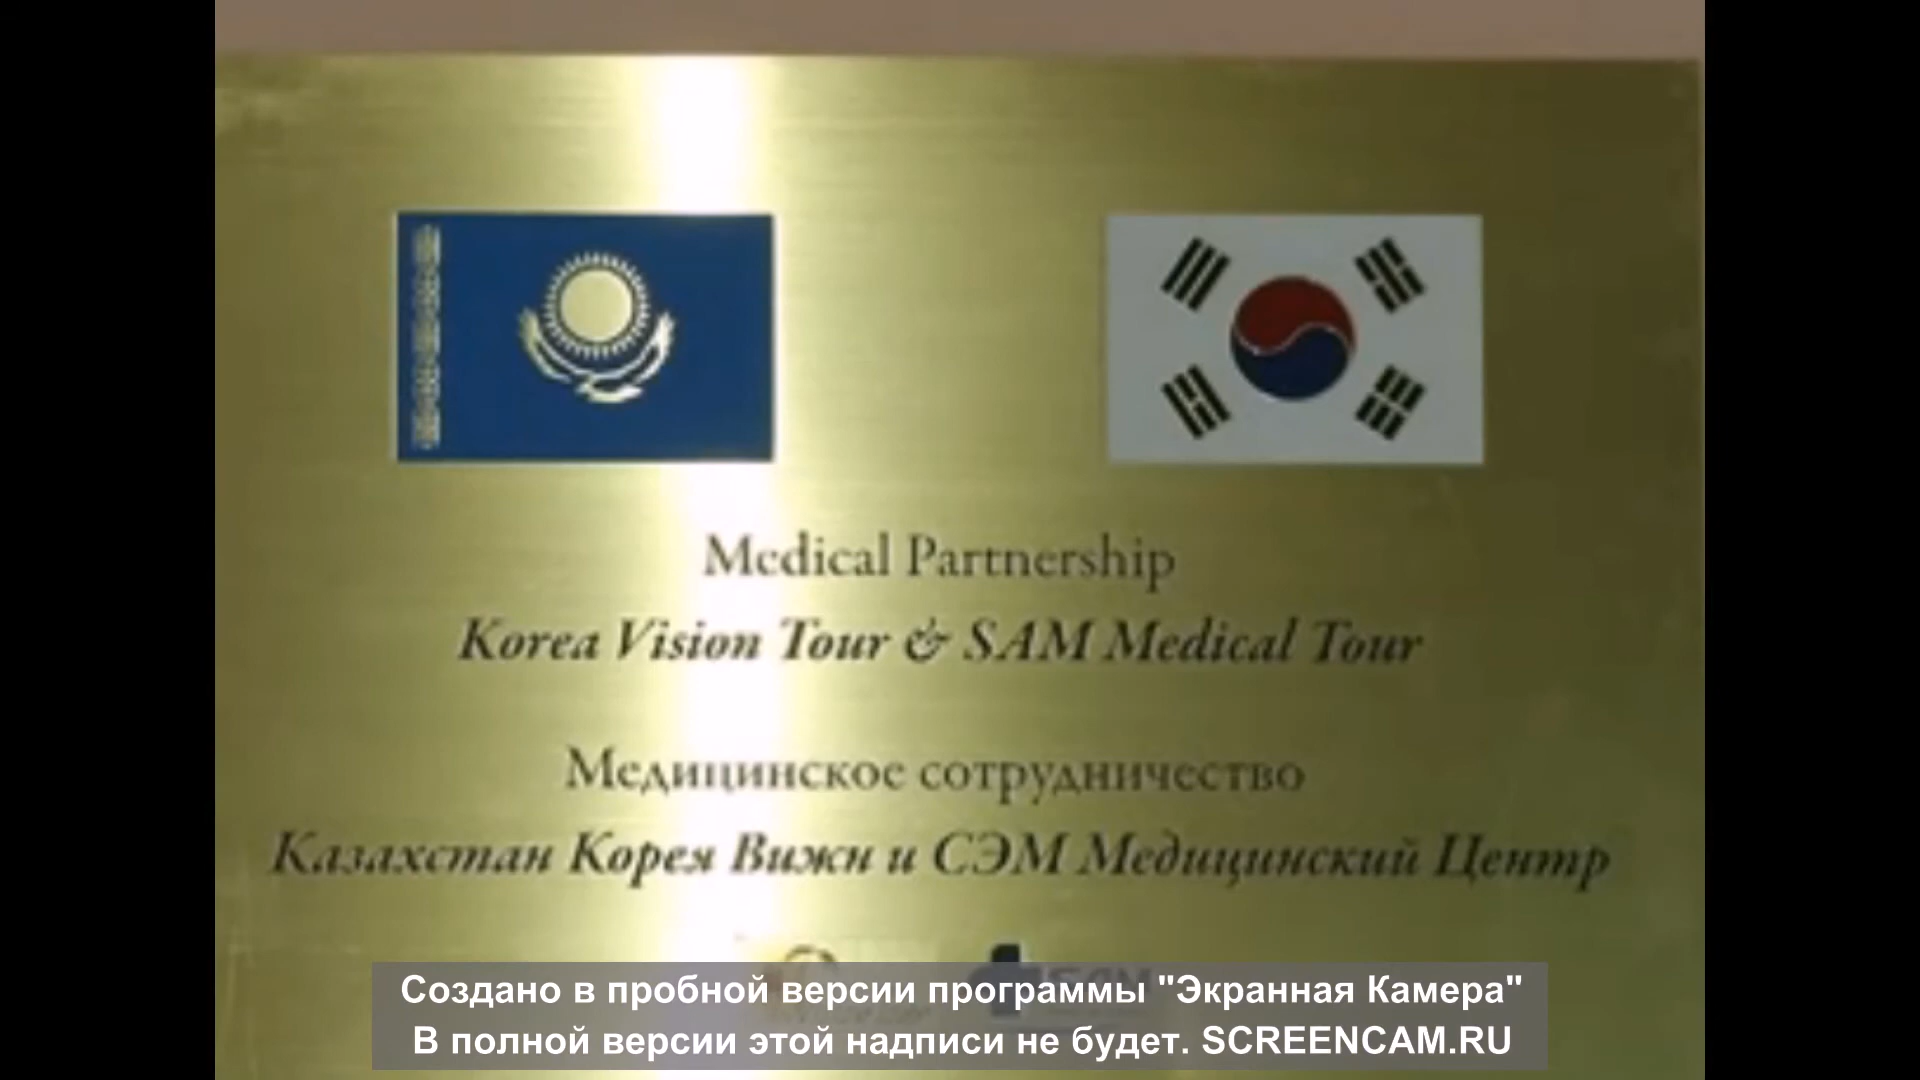 Medical Partnership
Korea Vision Tour & SAM Medical Tour
Медицинское сотрудничество
Казахстан Корея Вижн и СЭМ Медицинский Центр
SAM
Создано в пробной версии программы "Экранная Камера"
В полной версии этой надписи не будет. SCREENCAM.RU